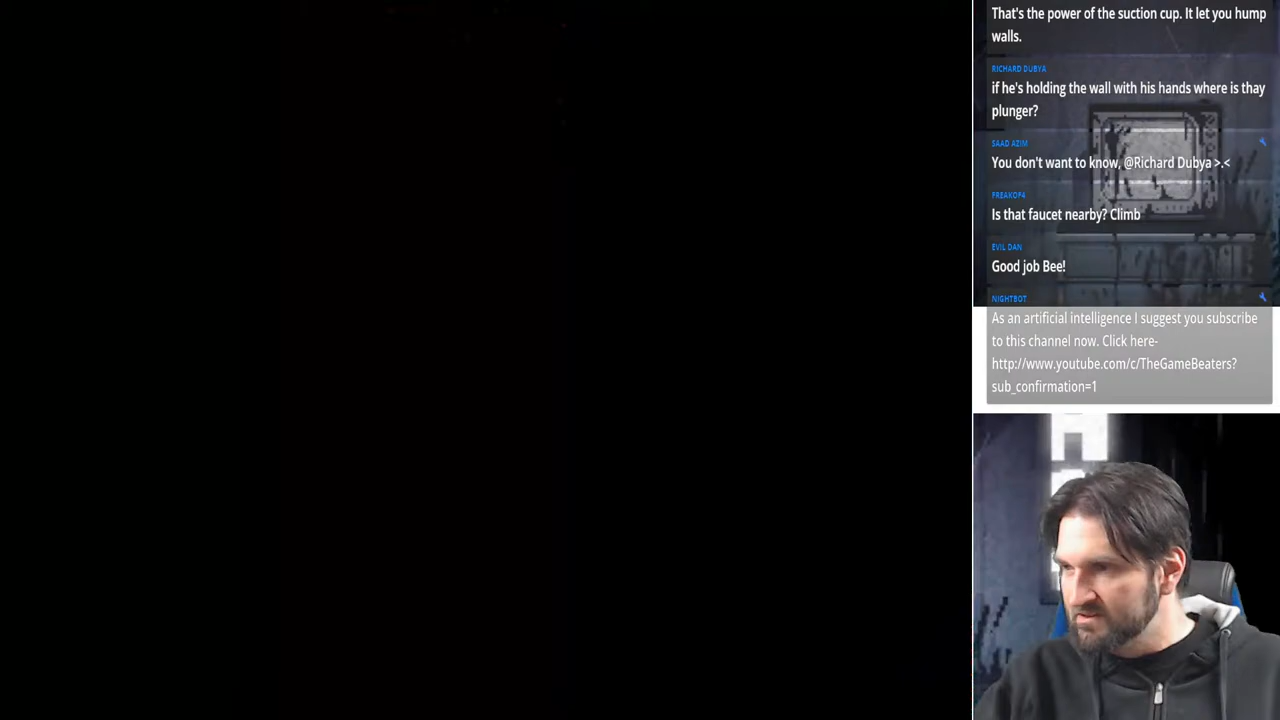 That's the power of the suction cup. It let you hump
walls.
RICHARD DUBYA
if he's holding the wall with his hands where is thay
plunger?
SAAD AZIM
You don't want to know, @Richard Dubya >.<
FREAKOF4
Is that faucet nearby? Climb
EVIL DAN
Good job Bee!
NIGHTBOT
As an artificial intelligence I suggest you subscribe
to this channel now. Click here-
http://www.youtube.com/c/TheGameBeaters?
sub_confirmation=1